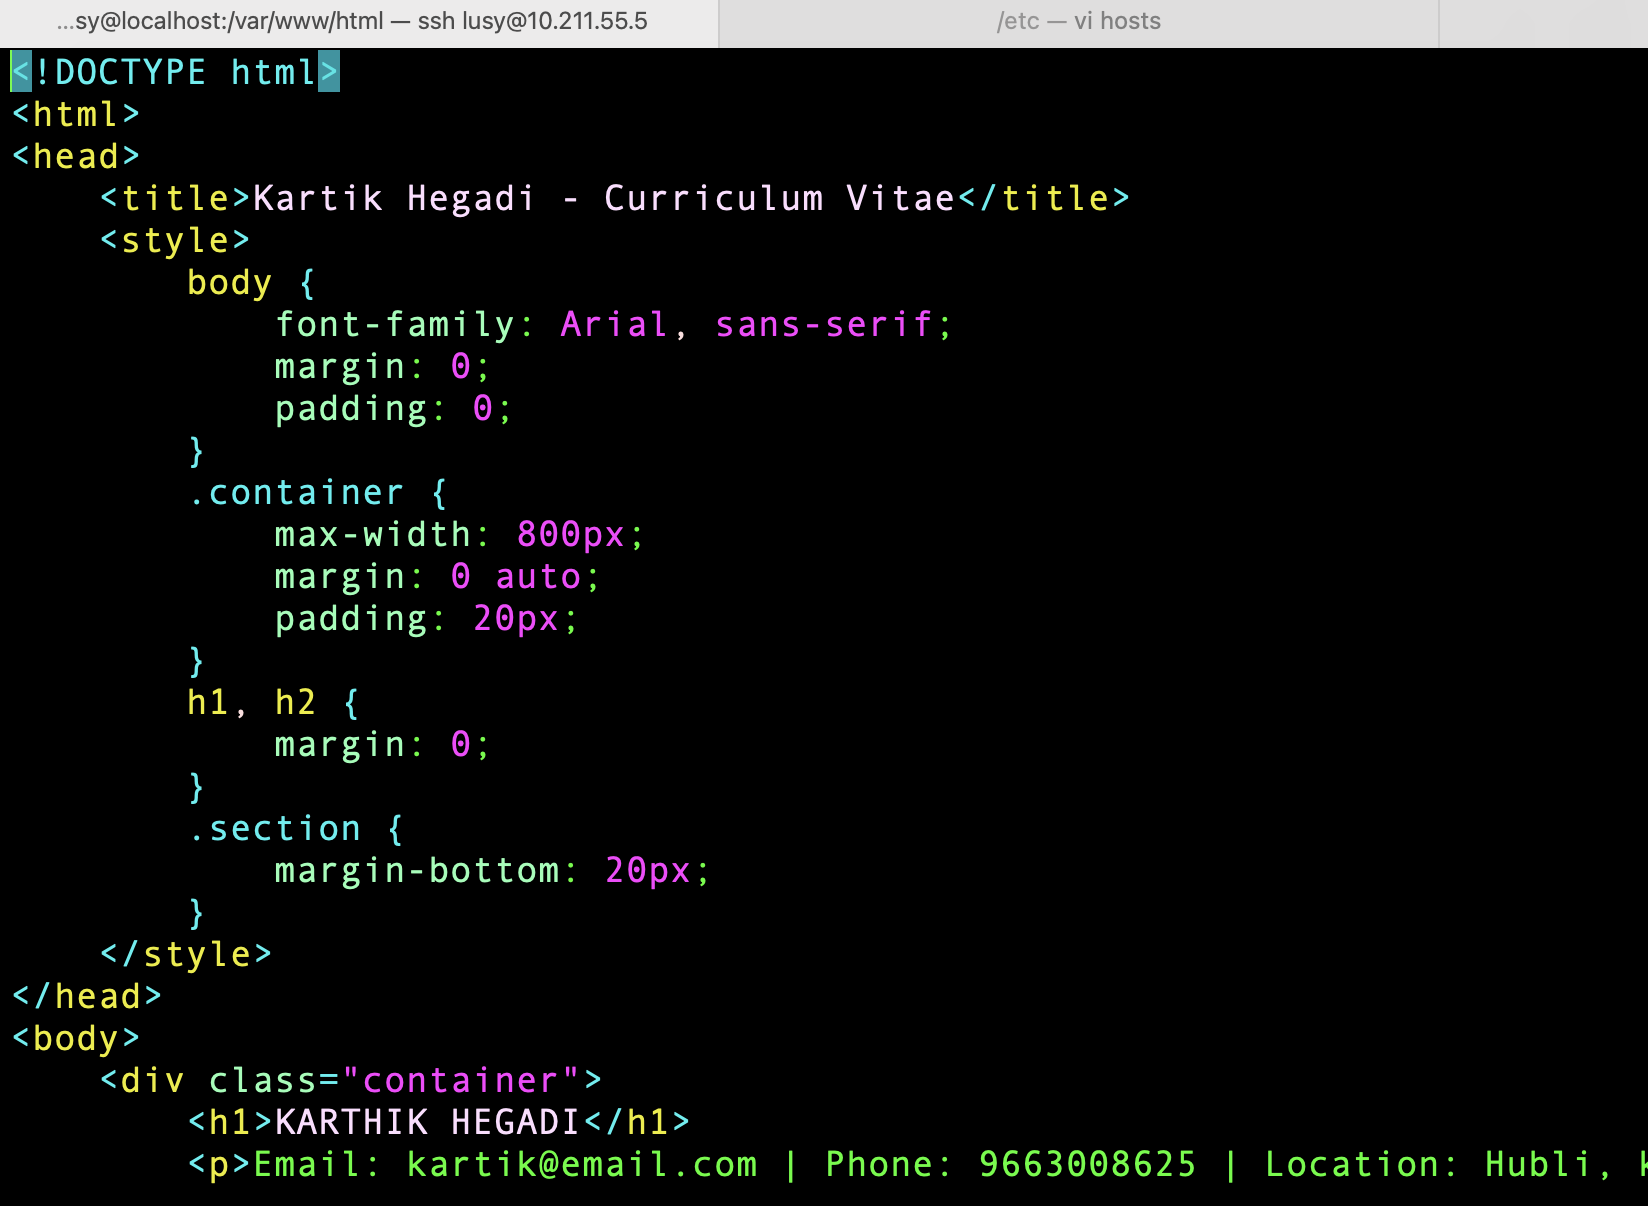 ...sy@localhost:/var/www/html — ssh lusy@10.211.55.5
/etc — vi hosts
<!DOCTYPE html>
<html>
<head>
    <title>Kartik Hegadi - Curriculum Vitae</title>
    <style>
        body {
            font-family: Arial, sans-serif;
            margin: 0;
            padding: 0;
        }
        .container {
            max-width: 800px;
            margin: 0 auto;
            padding: 20px;
        }
        h1, h2 {
            margin: 0;
        }
        .section {
            margin-bottom: 20px;
        }
    </style>
</head>
<body>
    <div class="container">
        <h1>KARTHIK HEGADI</h1>
        <p>Email: kartik@email.com | Phone: 9663008625 | Location: Hubli,